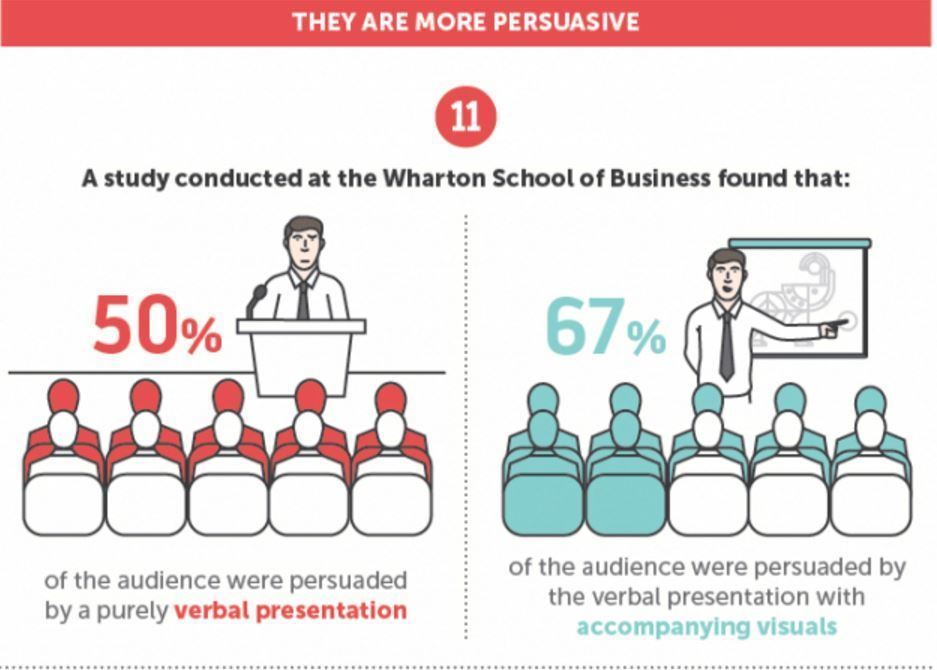 THEY ARE MORE PERSUASIVE
11
A study conducted at the Wharton School of Business found that:
50%
of the audience were persuaded
by a purely verbal presentation
67%
of the audience were persuaded by
the verbal presentation with
accompanying visuals